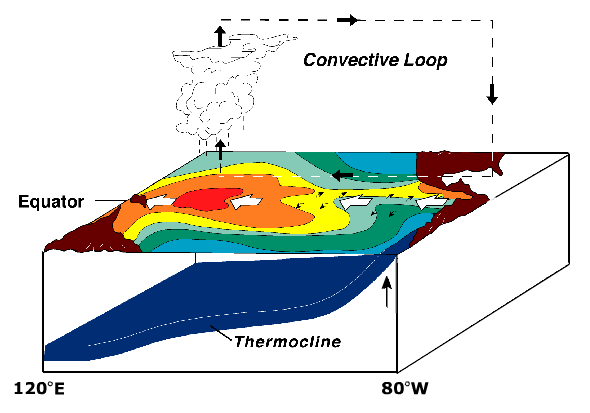 Convective Loop
Equator
Thermocline
120°E
80°W